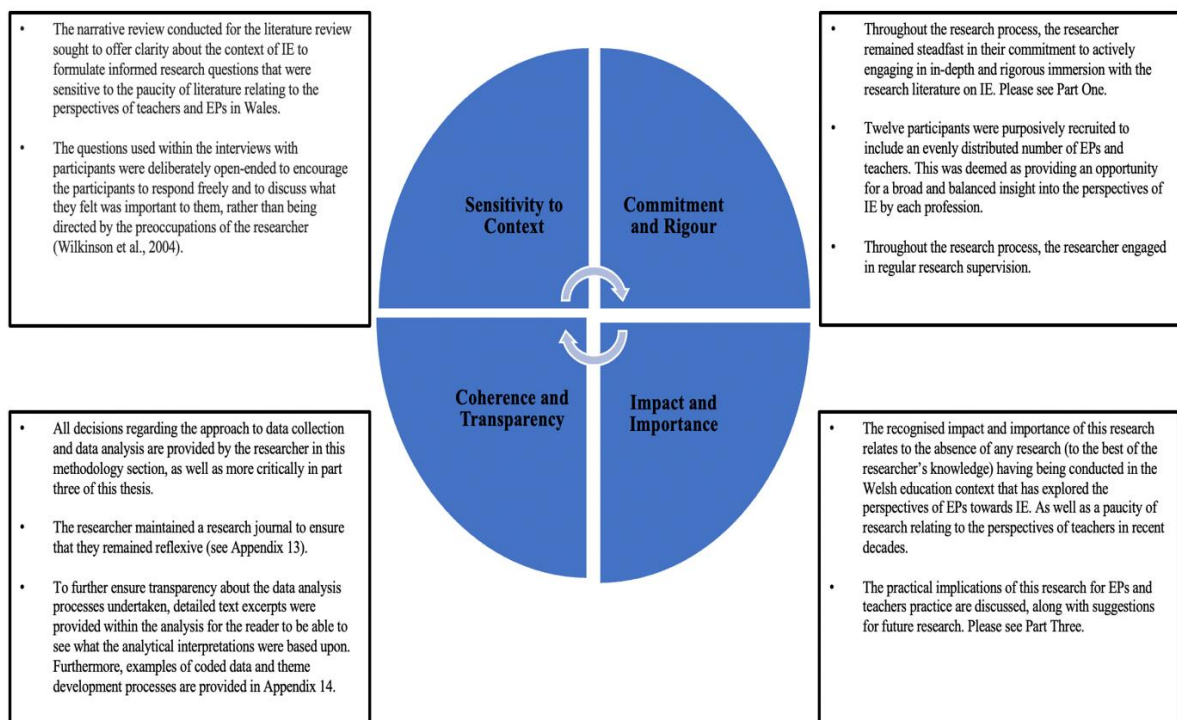 • The narrative review conducted for the literature review
sought to offer clarity about the context of IE to
formulate informed research questions that were
sensitive to the paucity of literature relating to the
perspectives of teachers and EPs in Wales.
• The questions used within the interviews with
participants were deliberately open-ended to encourage
the participants to respond freely and to discuss what
they felt was important to them, rather than being
directed by the preoccupations of the researcher
(Wilkinson et al., 2004).
Sensitivity to
Context
Commitment
and Rigour
• Throughout the research process, the researcher
remained steadfast in their commitment to actively
engaging in in-depth and rigorous immersion with the
research literature on IE. Please see Part One.
• Twelve participants were purposively recruited to
include an evenly distributed number of EPs and
teachers. This was deemed as providing an opportunity
for a broad and balanced insight into the perspectives of
IE by each profession.
• Throughout the research process, the researcher engaged
in regular research supervision.
• All decisions regarding the approach to data collection
and data analysis are provided by the researcher in this
methodology section, as well as more critically in part
three of this thesis.
• The researcher maintained a research journal to ensure
that they remained reflexive (see Appendix 13).
• To further ensure transparency about the data analysis
processes undertaken, detailed text excerpts were
provided within the analysis for the reader to be able to
see what the analytical interpretations were based upon.
Furthermore, examples of coded data and theme
development processes are provided in Appendix 14.
Coherence and
Transparency
Impact and
Importance
• The recognised impact and importance of this research
relates to the absence of any research (to the best of the
researcher's knowledge) having being conducted in the
Welsh education context that has explored the
perspectives of EPs towards IE. As well as a paucity of
research relating to the perspectives of teachers in recent
decades.
• The practical implications of this research for EPs and
teachers practice are discussed, along with suggestions
for future research. Please see Part Three.